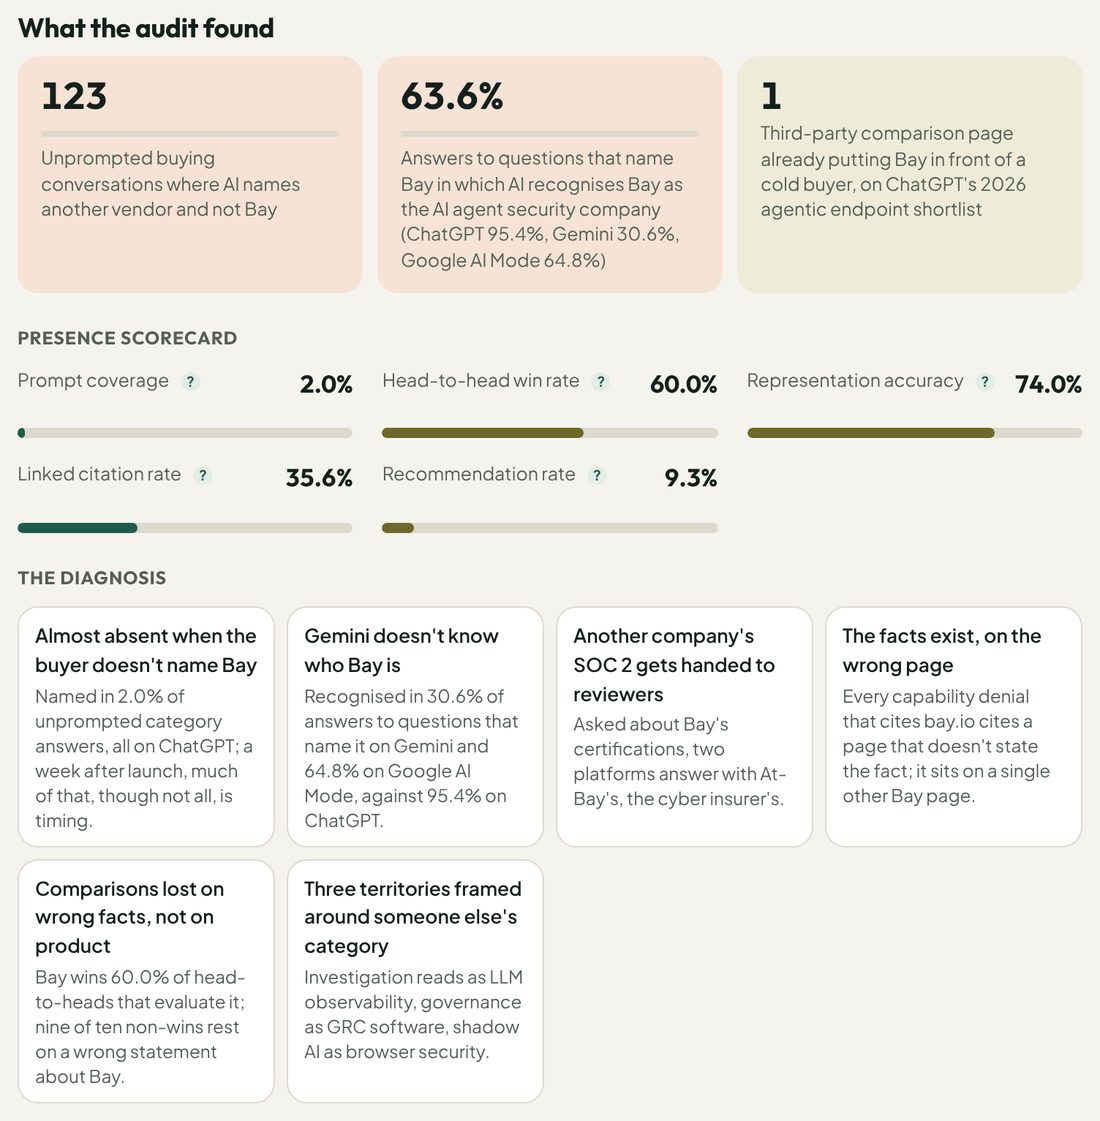 What the audit found
123
Unprompted buying
conversations where AI names
another vendor and not Bay
63.6%
Answers to questions that name
Bay in which AI recognises Bay as
the AI agent security company
(ChatGPT 95.4%, Gemini 30.6%,
Google AI Mode 64.8%)
1
Third-party comparison page
already putting Bay in front of a
cold buyer, on ChatGPT's 2026
agentic endpoint shortlist
PRESENCE SCORECARD
Prompt coverage ? 2.0%
Head-to-head win rate ? 60.0%
Representation accuracy ? 74.0%
Linked citation rate ? 35.6%
Recommendation rate ? 9.3%
THE DIAGNOSIS
Almost absent when the
buyer doesn't name Bay
Named in 2.0% of
unprompted category
answers, all on ChatGPT; a
week after launch, much
of that, though not all, is
timing.
Gemini doesn't know
who Bay is
Recognised in 30.6% of
answers to questions that
name it on Gemini and
64.8% on Google AI
Mode, against 95.4% on
ChatGPT.
Another company's
SOC 2 gets handed to
reviewers
Asked about Bay's
certifications, two
platforms answer with At-
Bay's, the cyber insurer's.
The facts exist, on the
wrong page
Every capability denial
that cites bay.io cites a
page that doesn't state
the fact; it sits on a single
other Bay page.
Comparisons lost on
wrong facts, not on
product
Bay wins 60.0% of head-
to-heads that evaluate it;
nine of ten non-wins rest
on a wrong statement
about Bay.
Three territories framed
around someone else's
category
Investigation reads as LLM
observability, governance
as GRC software, shadow
AI as browser security.